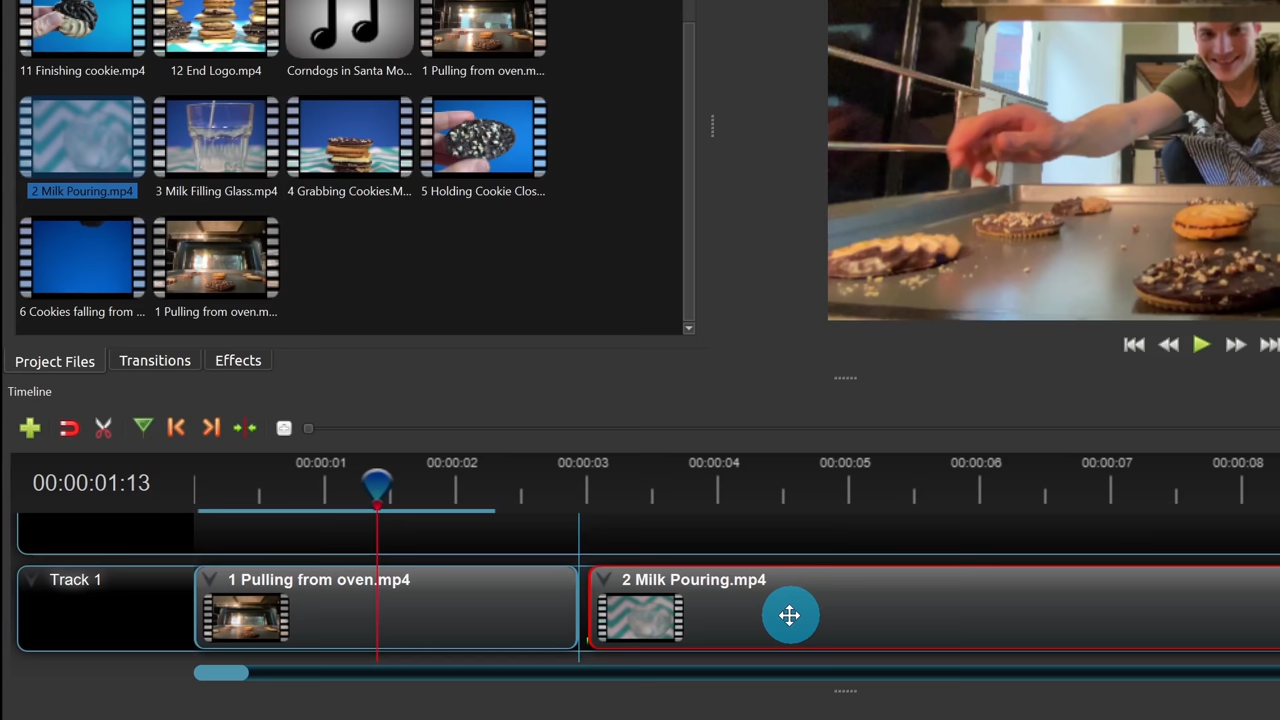 11 Finishing cookie.mp4
12 End Logo.mp4
Corndogs in Santa Mo...
1 Pulling from oven.m...
2 Milk Pouring.mp4
3 Milk Filling Glass.mp4
4 Grabbing Cookies.M...
5 Holding Cookie Clos...
6 Cookies falling from ...
1 Pulling from oven.m...
Project Files
Transitions
Effects
Timeline
00:00:01:13
00:00:01
00:00:02
00:00:03
00:00:04
00:00:05
00:00:06
00:00:07
00:00:08
Track 1
1 Pulling from oven.mp4
2 Milk Pouring.mp4